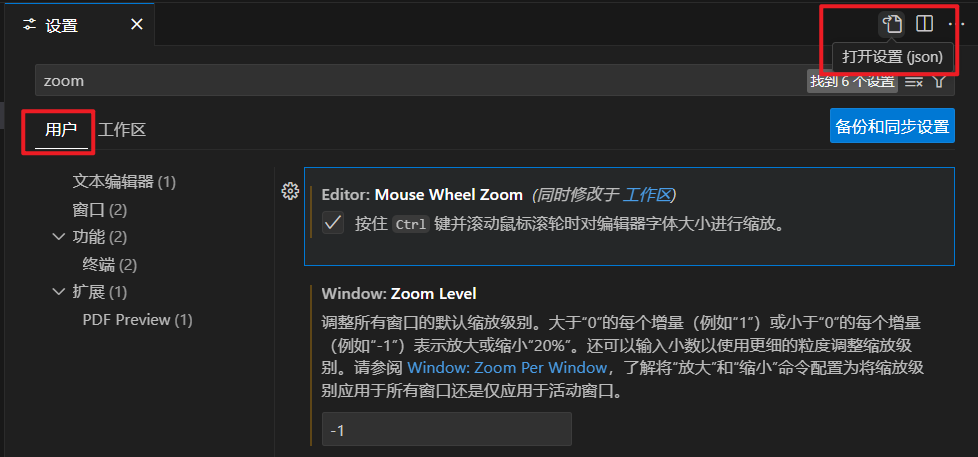 设置
打开设置 (json)
zoom
找到 6 个设置
用户
工作区
备份和同步设置
文本编辑器 (1)
窗口 (2)
功能 (2)
终端 (2)
扩展 (1)
PDF Preview (1)
Editor: Mouse Wheel Zoom (同时修改于 工作区)
按住 Ctrl 键并滚动鼠标滚轮时对编辑器字体大小进行缩放。
Window: Zoom Level
调整所有窗口的默认缩放级别。大于“0”的每个增量（例如“1”）或小于“0”的每个增量
（例如“-1”）表示放大或缩小“20%”。还可以输入小数以使用更细的粒度调整缩放级
别。请参阅 Window: Zoom Per Window，了解将“放大”和“缩小”命令配置为将缩放级
别应用于所有窗口还是仅应用于活动窗口。
-1